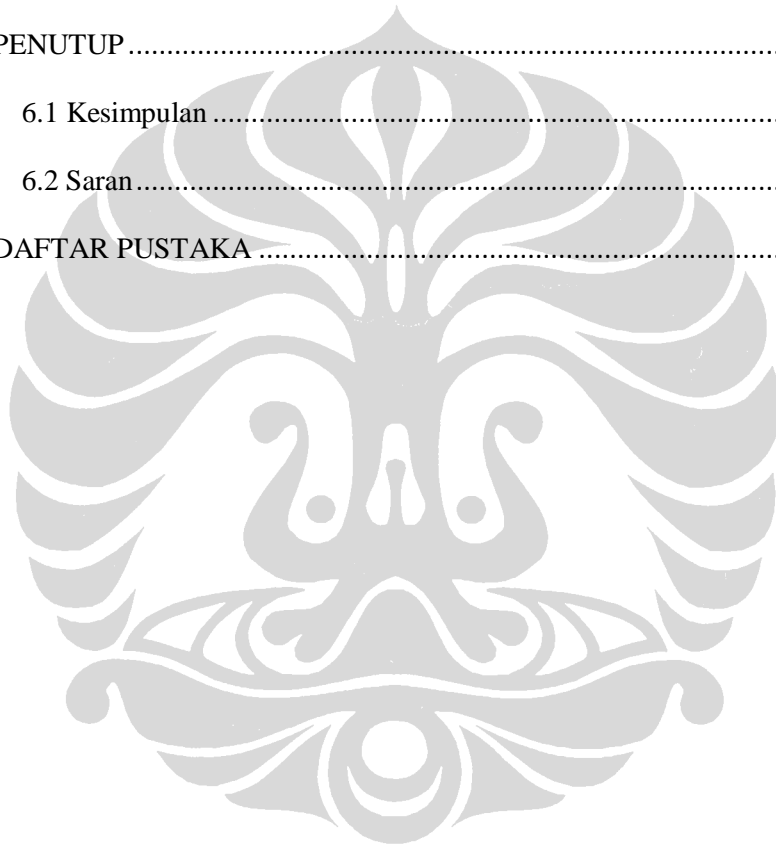 PENUTUP ................................................................................................
6.1 Kesimpulan ................................................................................................
6.2 Saran ................................................................................................
DAFTAR PUSTAKA ................................................................................................